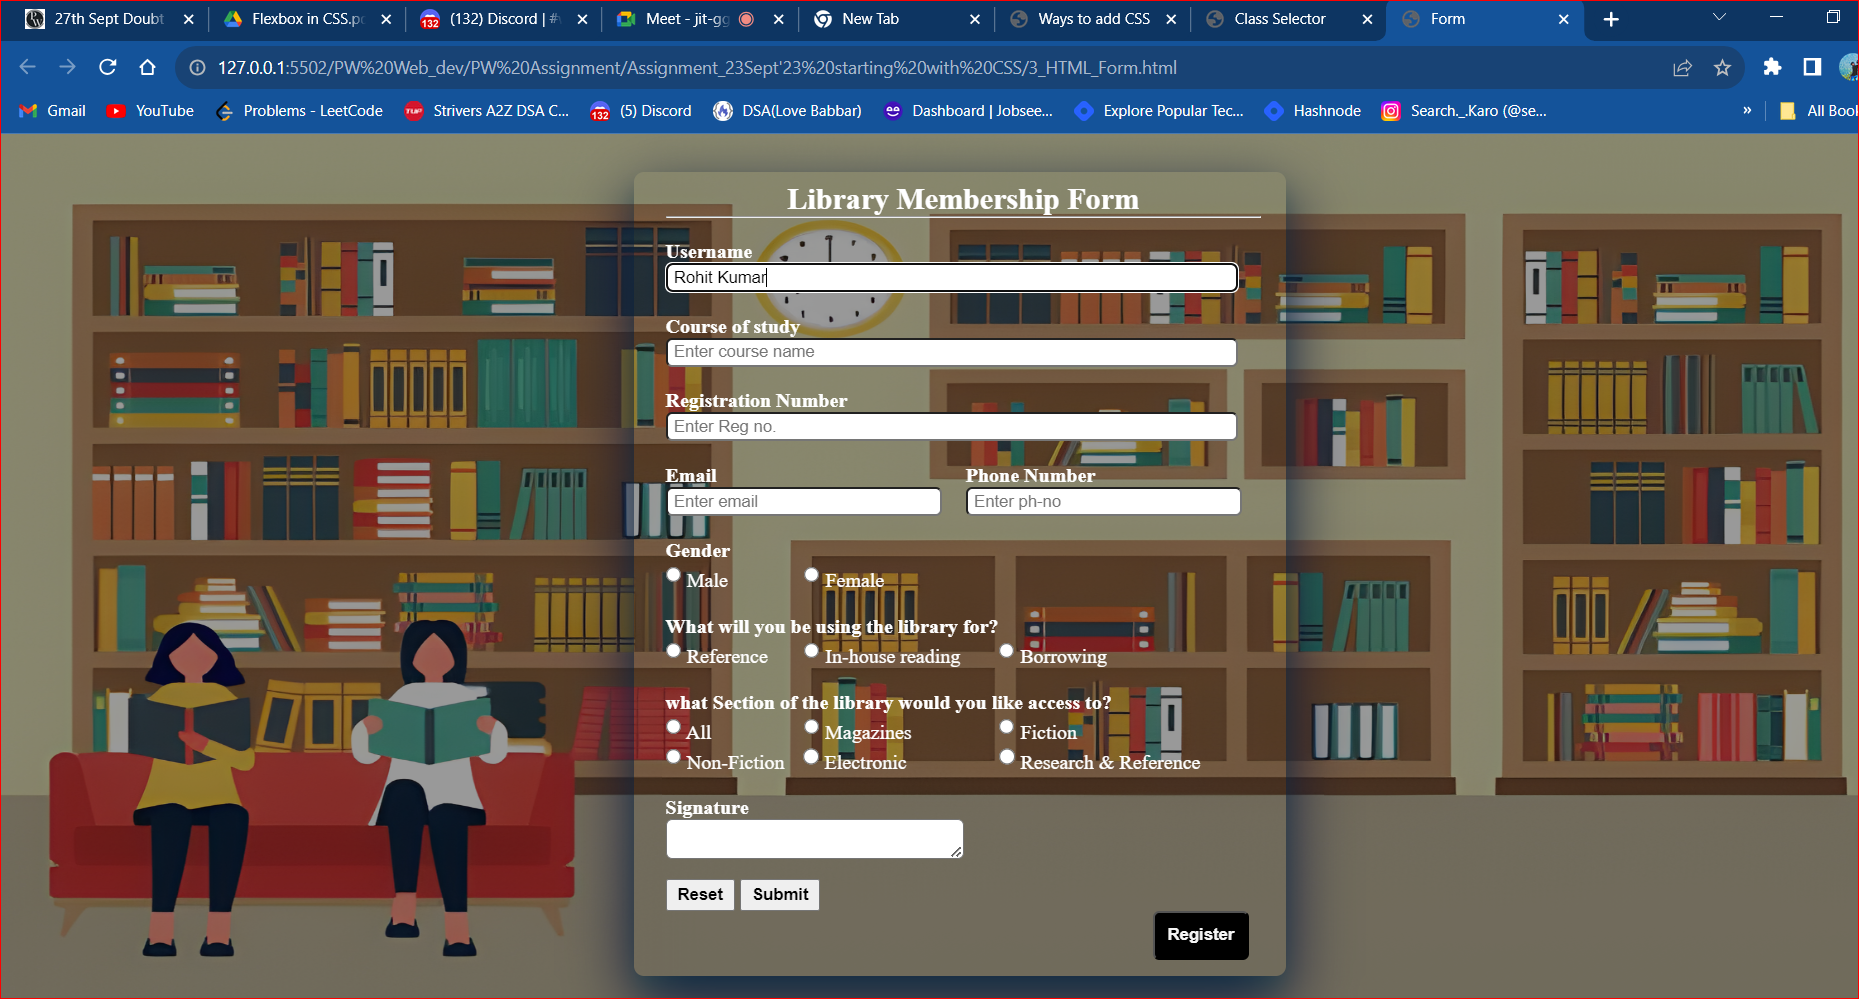 27th Sept Doubt
Flexbox in CSS.pd
(132) Discord | #
Meet - jit-gg
New Tab
Ways to add CSS
Class Selector
Form
127.0.0.1:5502/PW%20Web_dev/PW%20Assignment/Assignment_23Sept'23%20starting%20with%20CSS/3_HTML_Form.html
Gmail
YouTube
Problems - LeetCode
TUF
Strivers A2Z DSA C...
132
(5) Discord
DSA(Love Babbar)
Dashboard | Jobsee...
Explore Popular Tec...
Hashnode
Search._.Karo (@se...
»
All Book
Library Membership Form
Username
Rohit Kumar
Course of study
Enter course name
Registration Number
Enter Reg no.
Email
Phone Number
Enter email
Enter ph-no
Gender
Male
Female
What will you be using the library for?
Reference
In-house reading
Borrowing
what Section of the library would you like access to?
All
Magazines
Fiction
Non-Fiction
Electronic
Research & Reference
Signature
Reset
Submit
Register